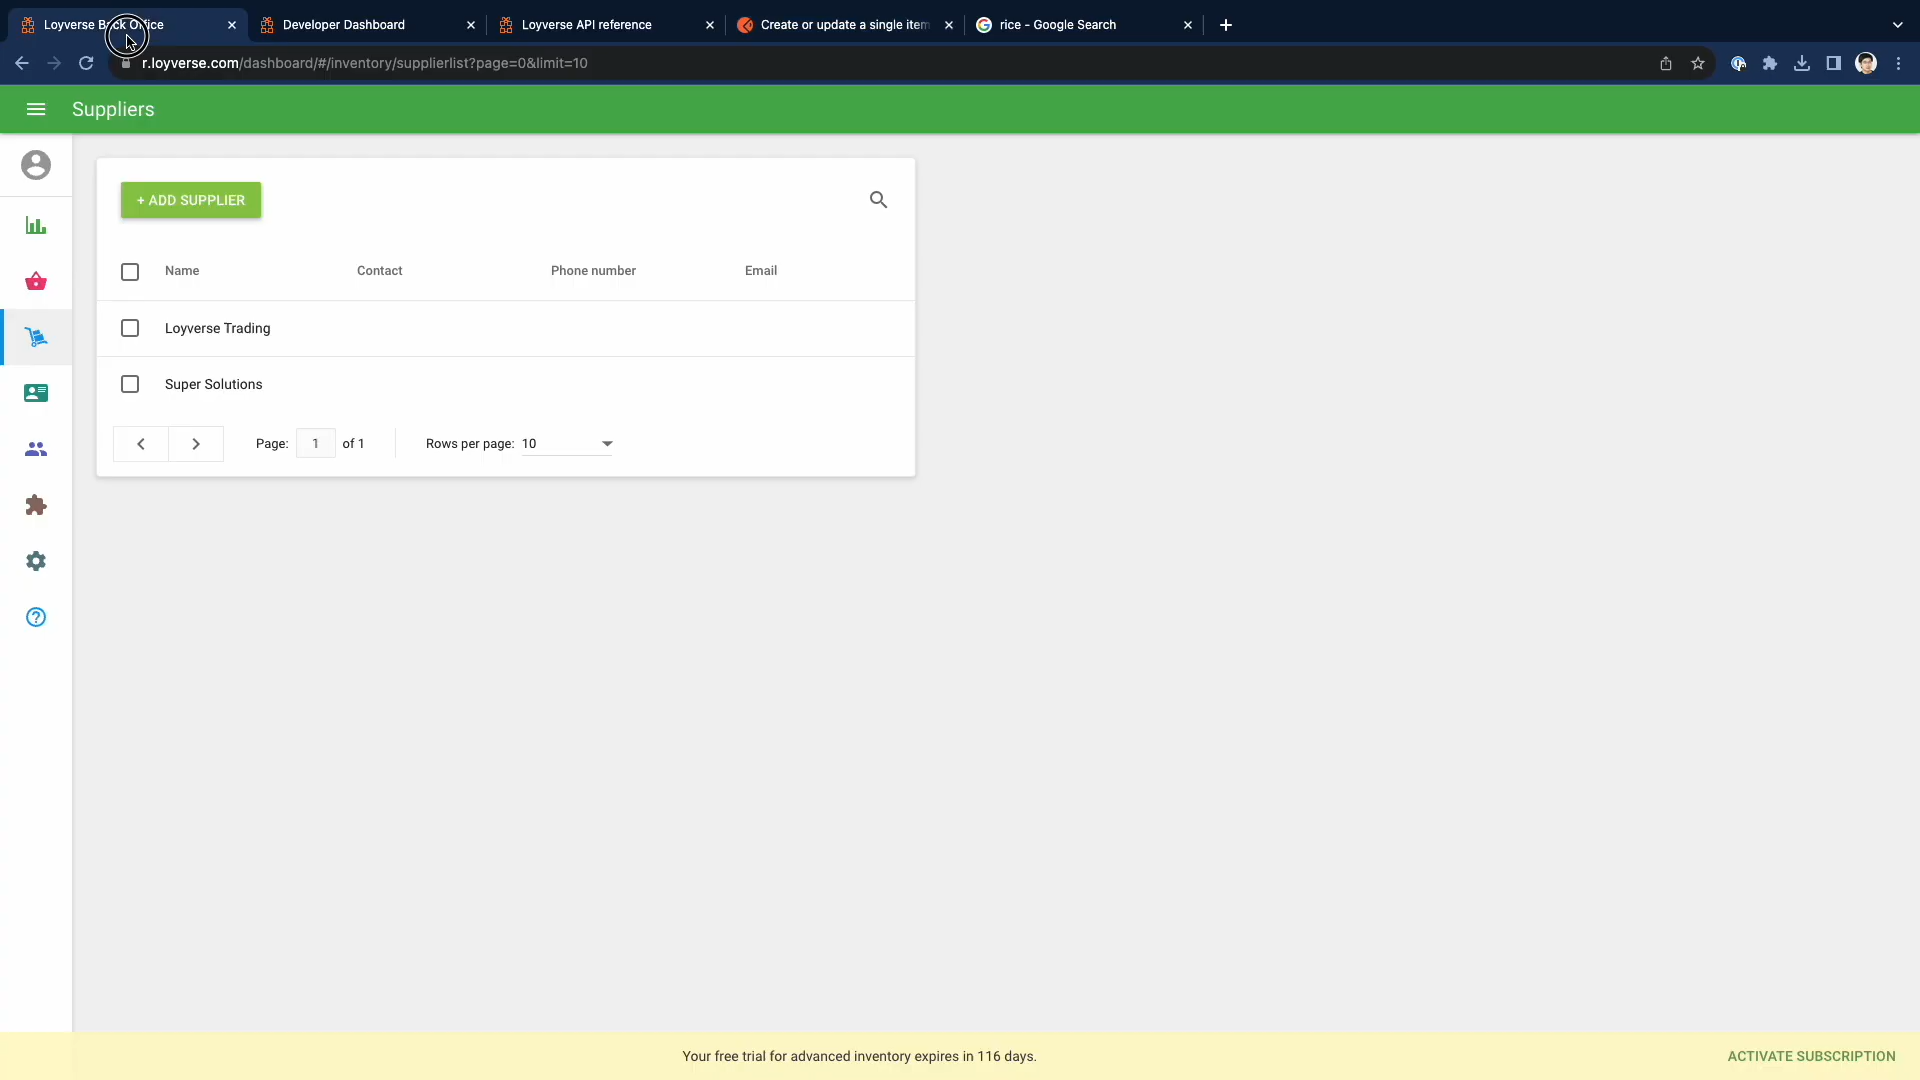 Loyverse Back Office
Developer Dashboard
Loyverse API reference
Create or update a single item
rice - Google Search
r.loyverse.com/dashboard/#/inventory/supplierlist?page=0&limit=10
Suppliers
+ ADD SUPPLIER
Name Contact Phone number Email
Loyverse Trading
Super Solutions
Page: 1 of 1 Rows per page: 10
Your free trial for advanced inventory expires in 116 days.
ACTIVATE SUBSCRIPTION